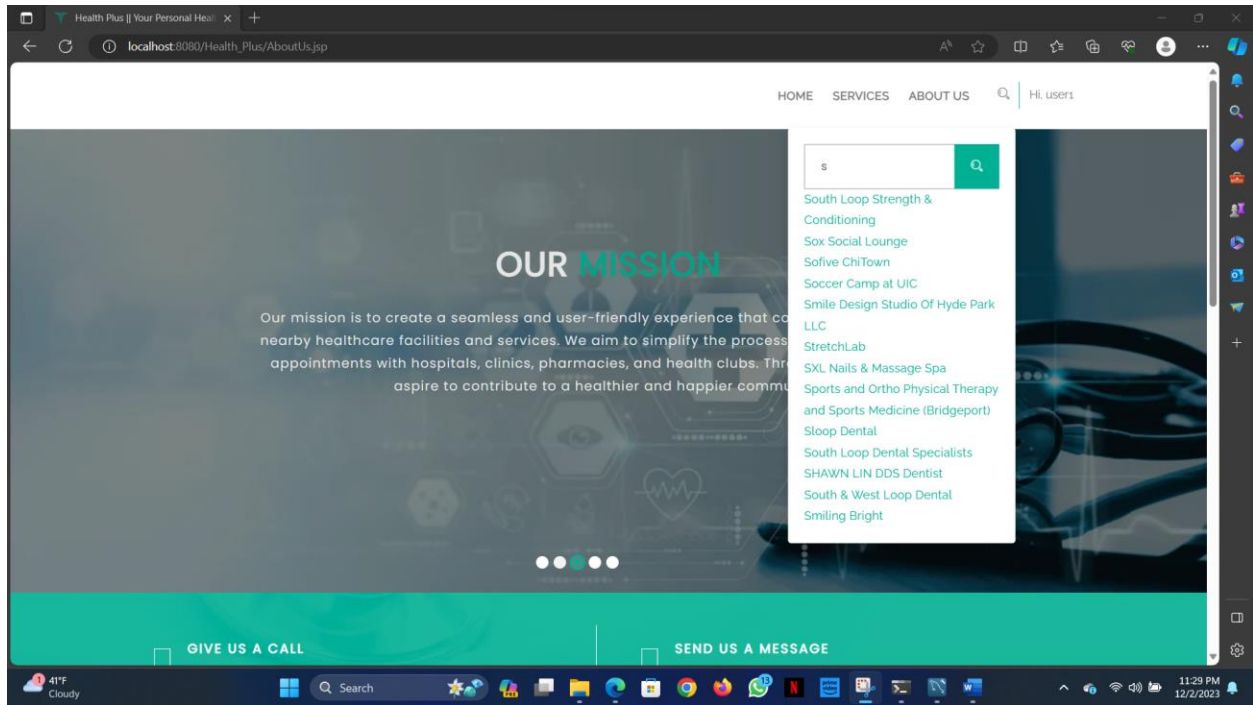 Health Plus || Your Personal Heal
localhost:8080/Health_Plus/AboutUs.jsp
HOME SERVICES ABOUT US Hi, user1
s
South Loop Strength &
Conditioning
Sox Social Lounge
Sofive ChiTown
Soccer Camp at UIC
Smile Design Studio Of Hyde Park
LLC
StretchLab
SXL Nails & Massage Spa
Sports and Ortho Physical Therapy
and Sports Medicine (Bridgeport)
Sloop Dental
South Loop Dental Specialists
SHAWN LIN DDS Dentist
South & West Loop Dental
Smiling Bright
OUR MISSION
Our mission is to create a seamless and user-friendly experience that co
nearby healthcare facilities and services. We aim to simplify the process
appointments with hospitals, clinics, pharmacies, and health clubs. Thr
aspire to contribute to a healthier and happier commu
GIVE US A CALL
SEND US A MESSAGE
1
41°F
Cloudy
Search
PRE
13
11:29 PM
12/2/2023